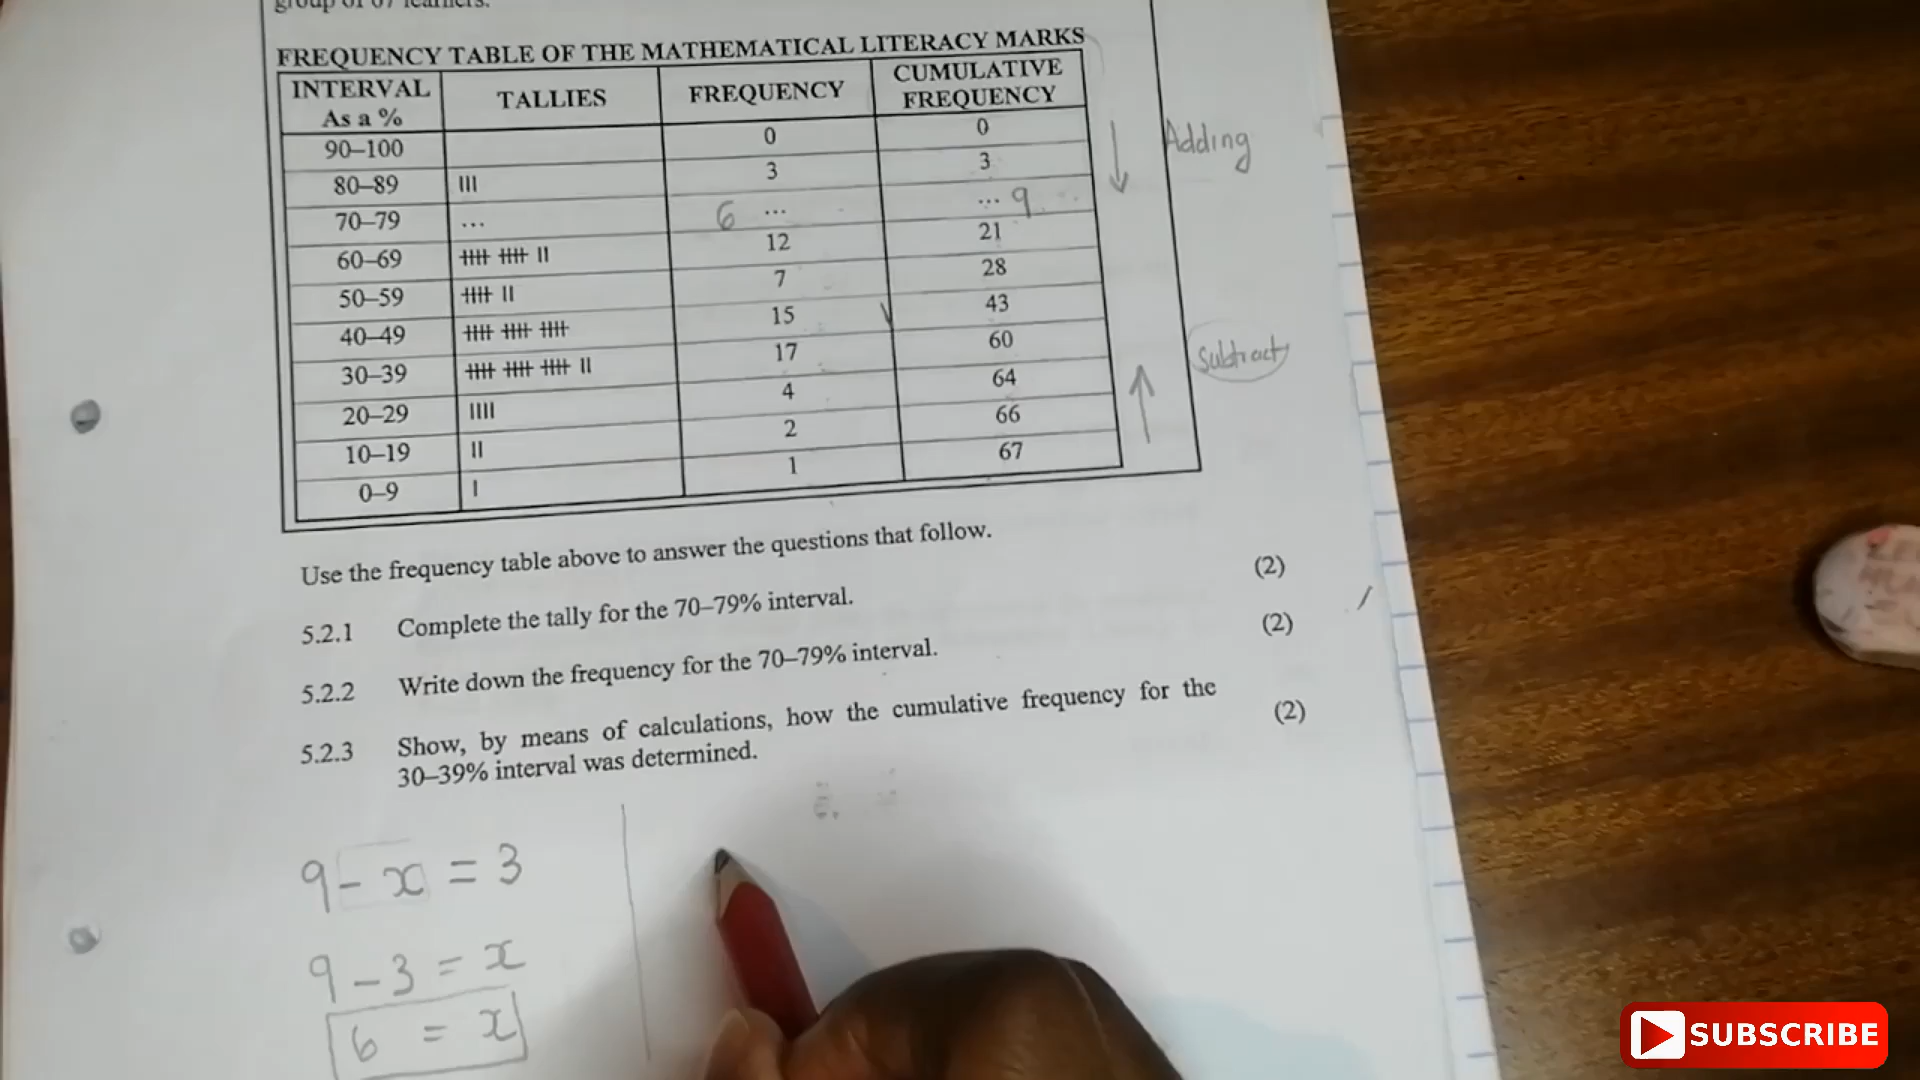 group of 67 learners.
FREQUENCY TABLE OF THE MATHEMATICAL LITERACY MARKS
INTERVAL As a % TALLIES FREQUENCY CUMULATIVE FREQUENCY
90–100 0 0
80–89 III 3 3
70–79 ... 6 ... ... 9
60–69 𝍸 𝍸 II 12 21
50–59 𝍸 II 7 28
40–49 𝍸 𝍸 𝍸 15 43
30–39 𝍸 𝍸 𝍸 II 17 60
20–29 IIII 4 64
10–19 II 2 66
0–9 I 1 67
Adding
Subtract
Use the frequency table above to answer the questions that follow.
5.2.1 Complete the tally for the 70–79% interval. (2)
5.2.2 Write down the frequency for the 70–79% interval. (2)
5.2.3 Show, by means of calculations, how the cumulative frequency for the
30–39% interval was determined. (2)
9 - x = 3
9 - 3 = x
6 = x
SUBSCRIBE